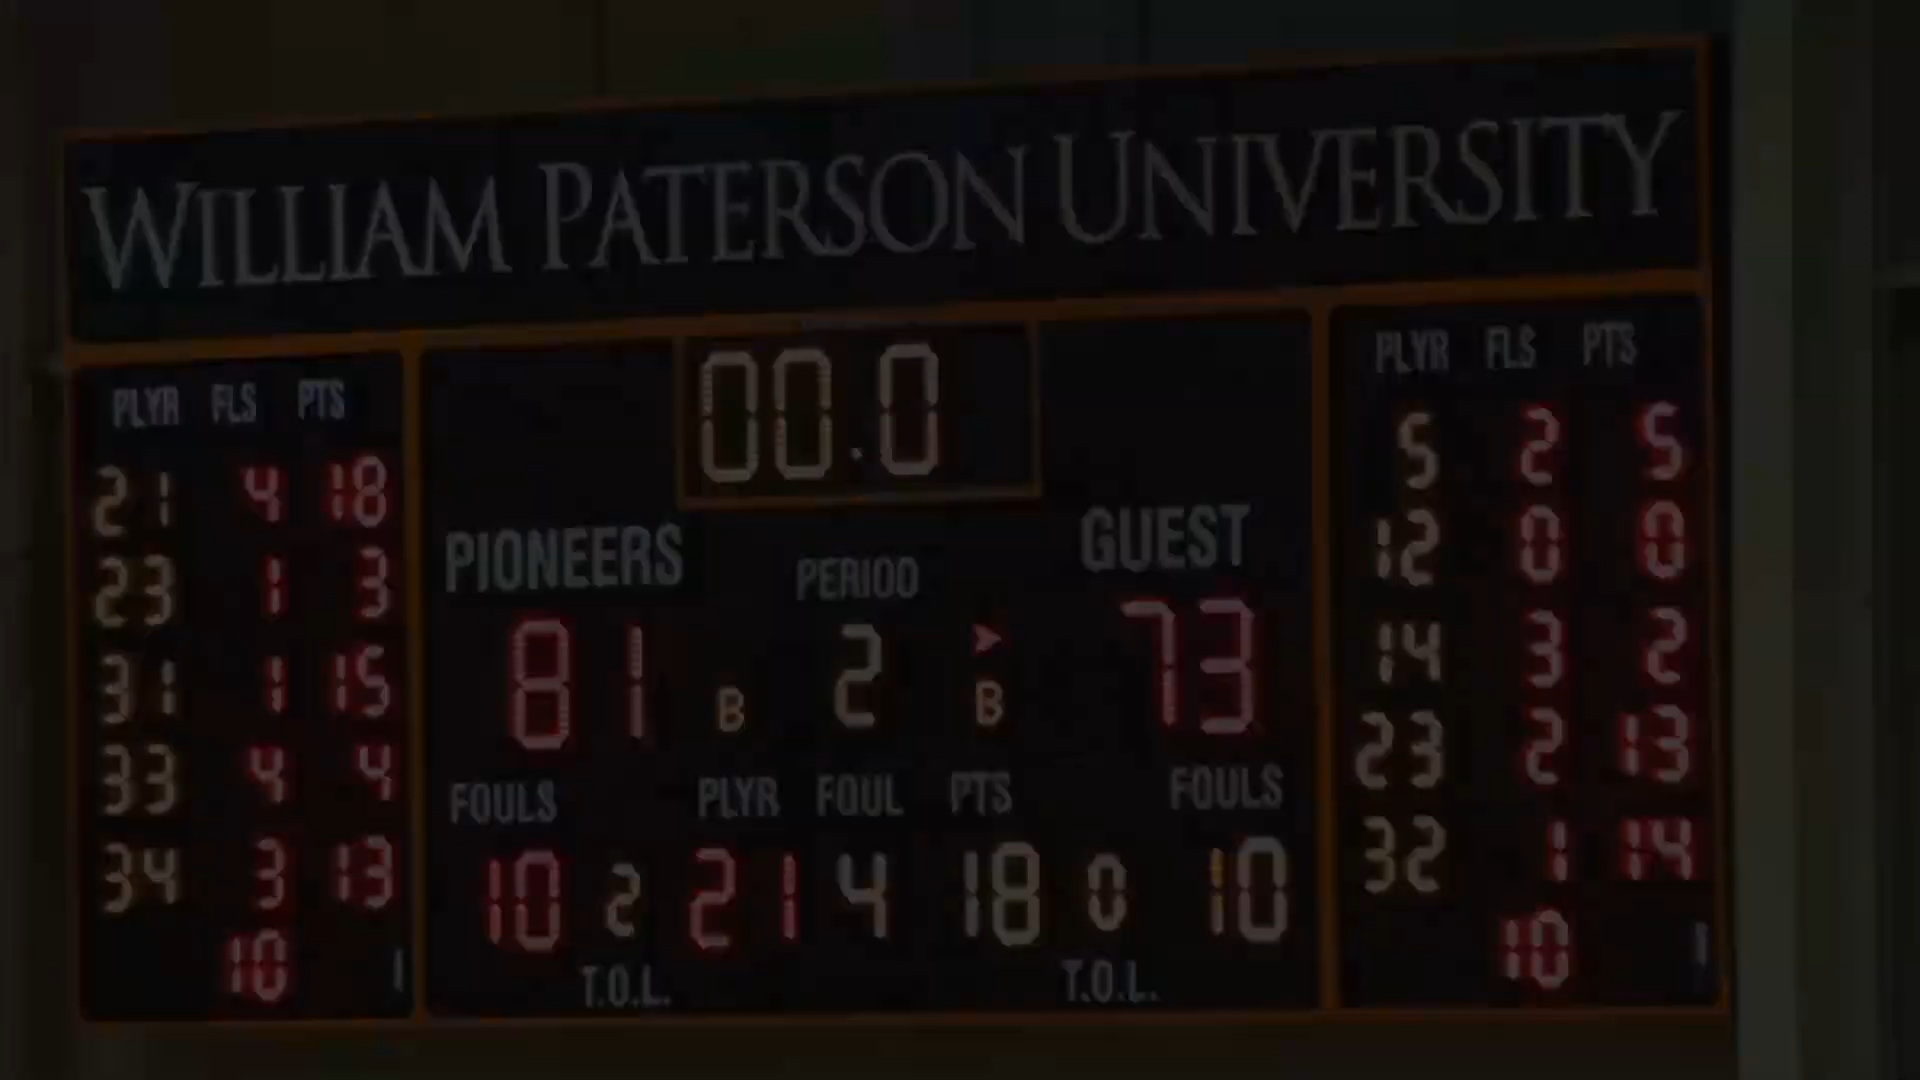 WILLIAM PATERSON UNIVERSITY
PLYR FLS PTS
21 4 18
23 1 3
31 1 15
33 4 4
34 3 13
10
00.0
PIONEERS PERIOD GUEST
81 B 2 B 73
FOULS PLYR FOUL PTS FOULS
10 2 21 4 18 0 10
T.O.L. T.O.L.
PLYR FLS PTS
5 2 5
12 0 0
14 3 2
23 2 13
32 1 14
10